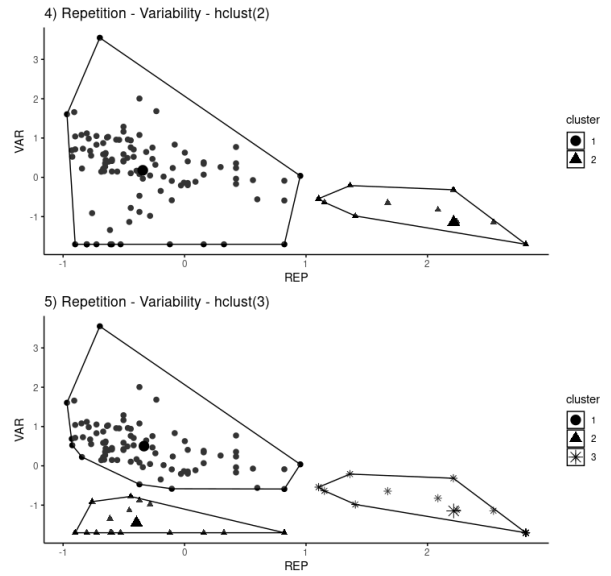 4) Repetition - Variability - hclust(2)
3
2
1
0
-1
VAR
-1
0
1
2
REP
cluster
1
2
5) Repetition - Variability - hclust(3)
3
2
1
0
-1
VAR
-1
0
1
2
REP
cluster
1
2
3